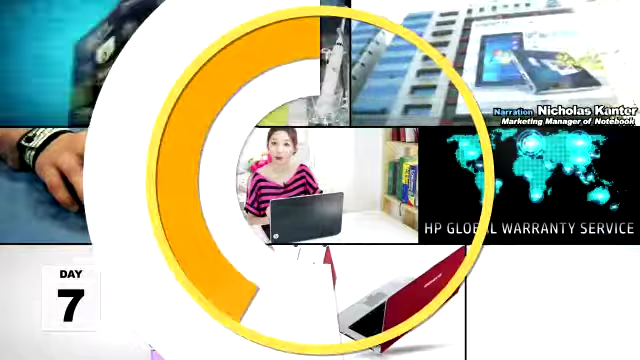 Narration Nicholas Kanter
Marketing Manager of Notebook
HP GLOBAL WARRANTY SERVICE
DAY
7